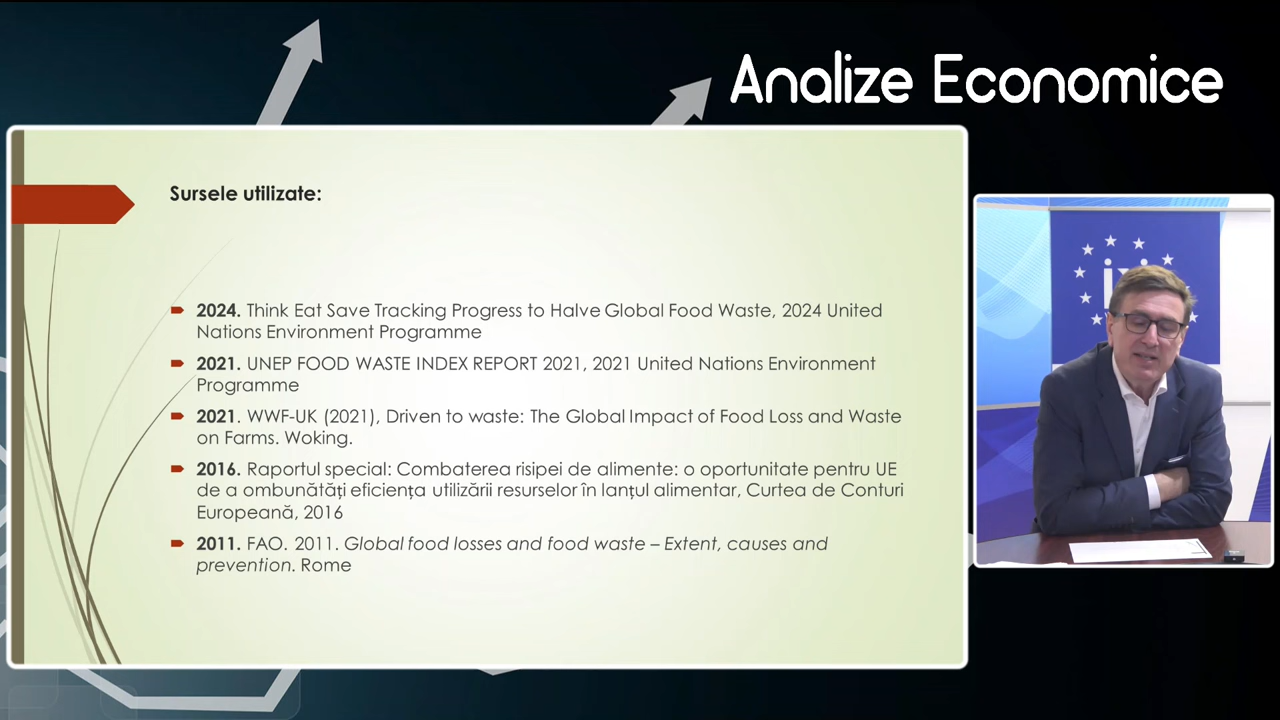 Analize Economice
Sursele utilizate:
2024. Think Eat Save Tracking Progress to Halve Global Food Waste, 2024 United
Nations Environment Programme
2021. UNEP FOOD WASTE INDEX REPORT 2021, 2021 United Nations Environment
Programme
2021. WWF-UK (2021), Driven to waste: The Global Impact of Food Loss and Waste
on Farms. Woking.
2016. Raportul special: Combaterea risipei de alimente: o oportunitate pentru UE
de a ombunătăți eficiența utilizării resurselor în lanțul alimentar, Curtea de Conturi
Europeană, 2016
2011. FAO. 2011. Global food losses and food waste – Extent, causes and
prevention. Rome